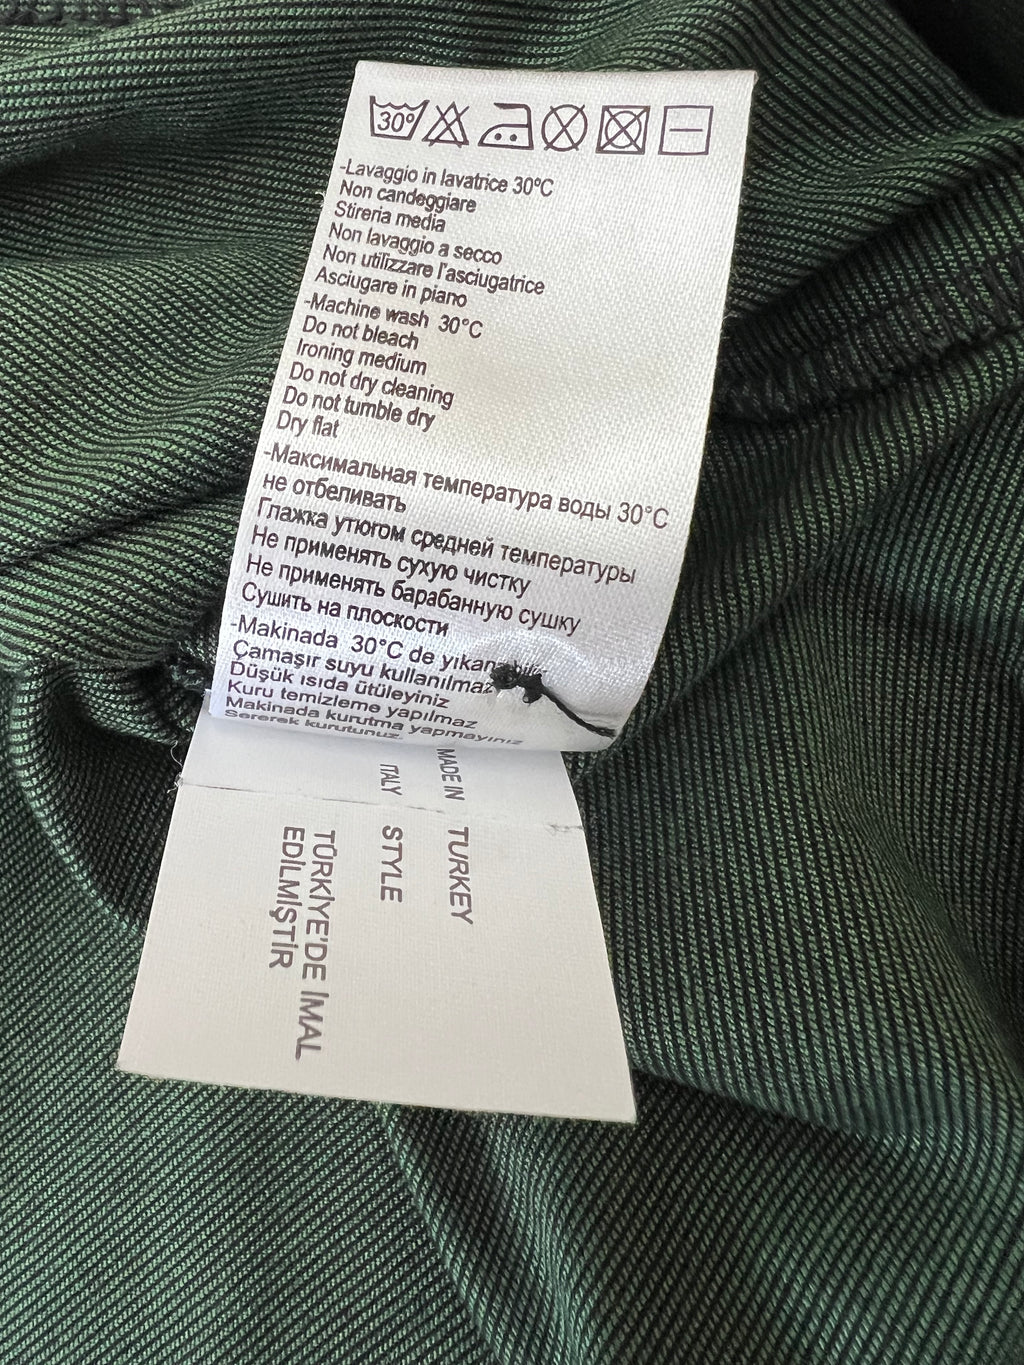 30°
-Lavaggio in lavatrice 30ºC
Non candeggiare
Stireria media
Non lavaggio a secco
Non utilizzare l'asciugatrice
Asciugare in piano
-Machine wash 30°C
Do not bleach
Ironing medium
Do not dry cleaning
Do not tumble dry
Dry flat
-Максимальная температура воды 30°C
не отбеливать
Глажка утюгом средней температуры
Не применять сухую чистку
Не применять барабанную сушку
Сушить на плоскости
-Makinada 30°C de
Çamaşır suyu kullanılmaz
Düşük ısıda ütüleyiniz
Kuru temizleme yapılmaz
Makinada kurutma yapmayınız
Sererek kurutunuz.
MADE IN TURKEY
ITALY STYLE
TÜRKİYE'DE İMAL
EDİLMİŞTİR